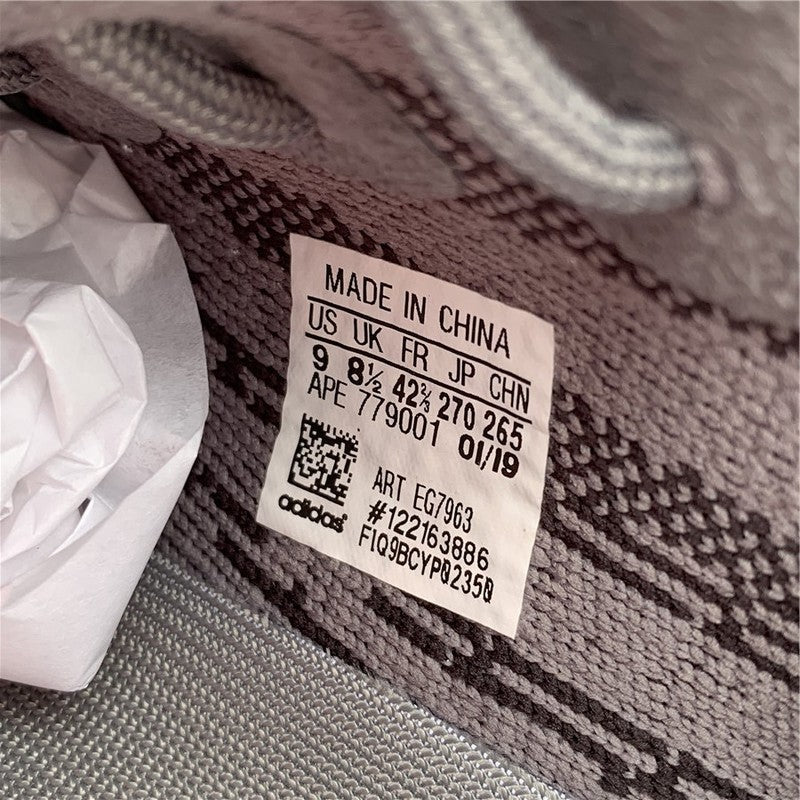 MADE IN CHINA
US UK FR JP CHN
9 8½ 42⅔ 270 265
APE 779001 01/19
ART EG7963
#122163886
FIQ9BCYP02350
adidas